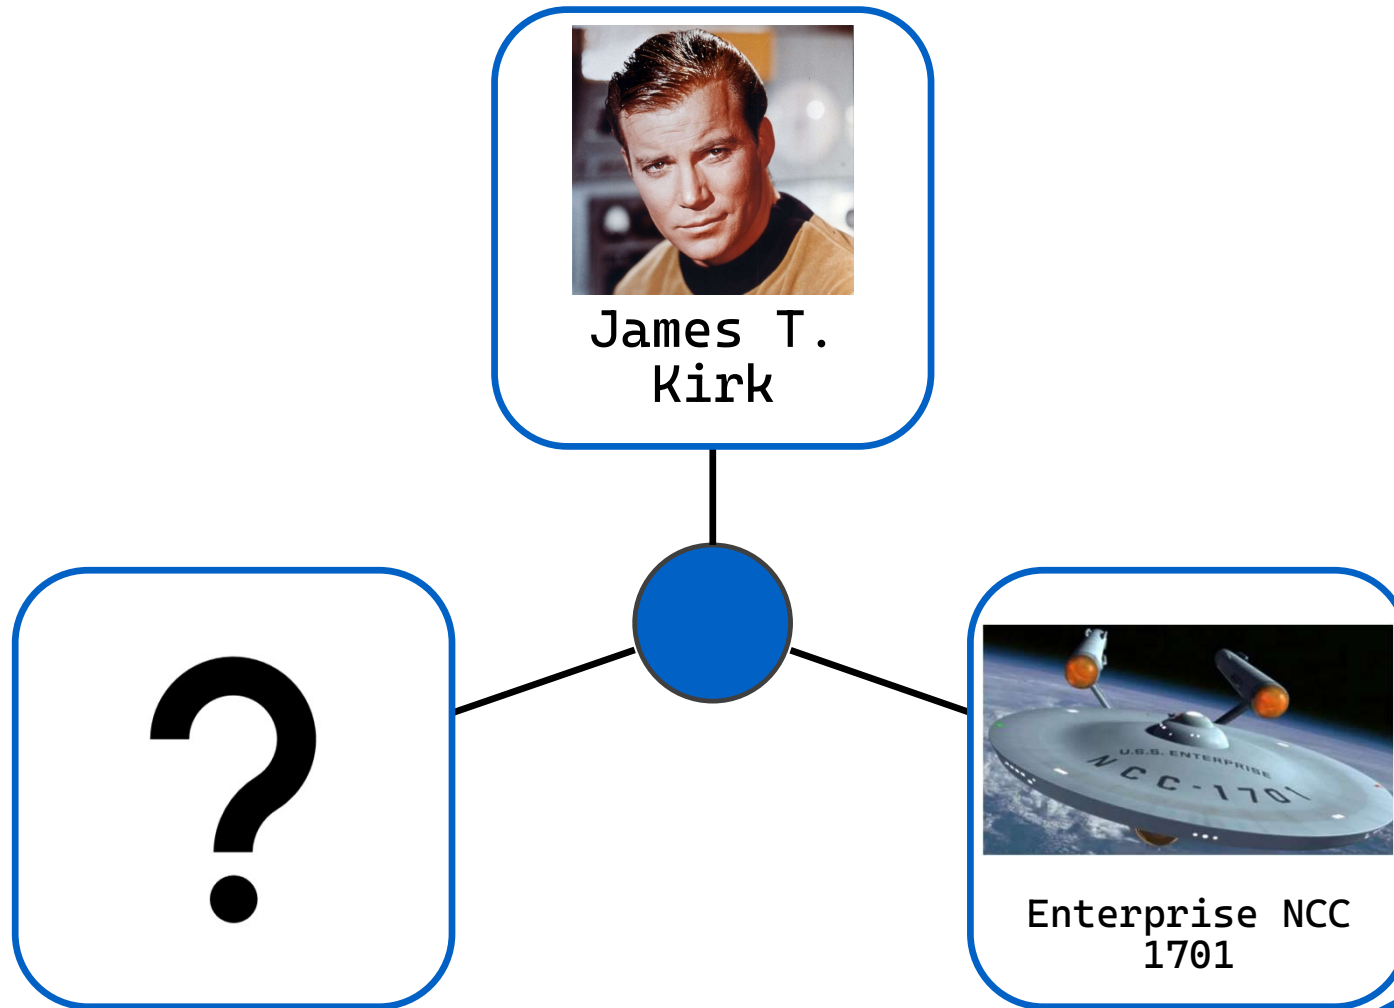 James T.
Kirk
?
U.S.S. ENTERPRISE
NCC-1701
Enterprise NCC
1701